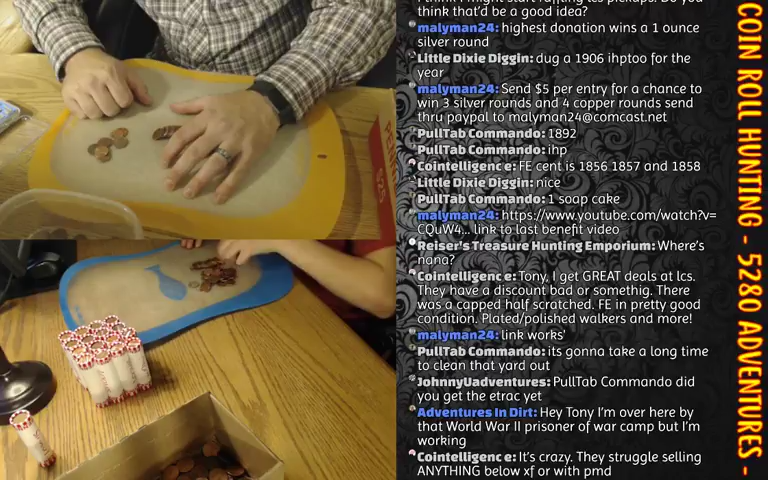 think that'd be a good idea?
malyman24: highest donation wins a 1 ounce
silver round
Little Dixie Diggin: dug a 1906 ihptoo for the
year
malyman24: Send $5 per entry for a chance to
win 3 silver rounds and 4 copper rounds send
thru paypal to malyman24@comcast.net
PullTab Commando: 1892
PullTab Commando: ihp
Cointelligenc e: FE cent is 1856 1857 and 1858
Little Dixie Diggin: nice
PullTab Commando: 1 soap cake
malyman24: https://www.youtube.com/watch?v=
CQuW4... link to last benefit video
Reiser's Treasure Hunting Emporium: Where's
nana?
Cointelligenc e: Tony, I get GREAT deals at lcs.
They have a discount bad or somethig. There
was a capped half scratched. FE in pretty good
condition. Plated/polished walkers and more!
malyman24: link works'
PullTab Commando: its gonna take a long time
to clean that yard out
JohnnyUadventures: PullTab Commando did
you get the etrac yet
Adventures In Dirt: Hey Tony I'm over here by
that World War II prisoner of war camp but I'm
working
Cointelligenc e: It's crazy. They struggle selling
ANYTHING below xf or with pmd
COIN ROLL HUNTING - 5280 ADVENTURES -